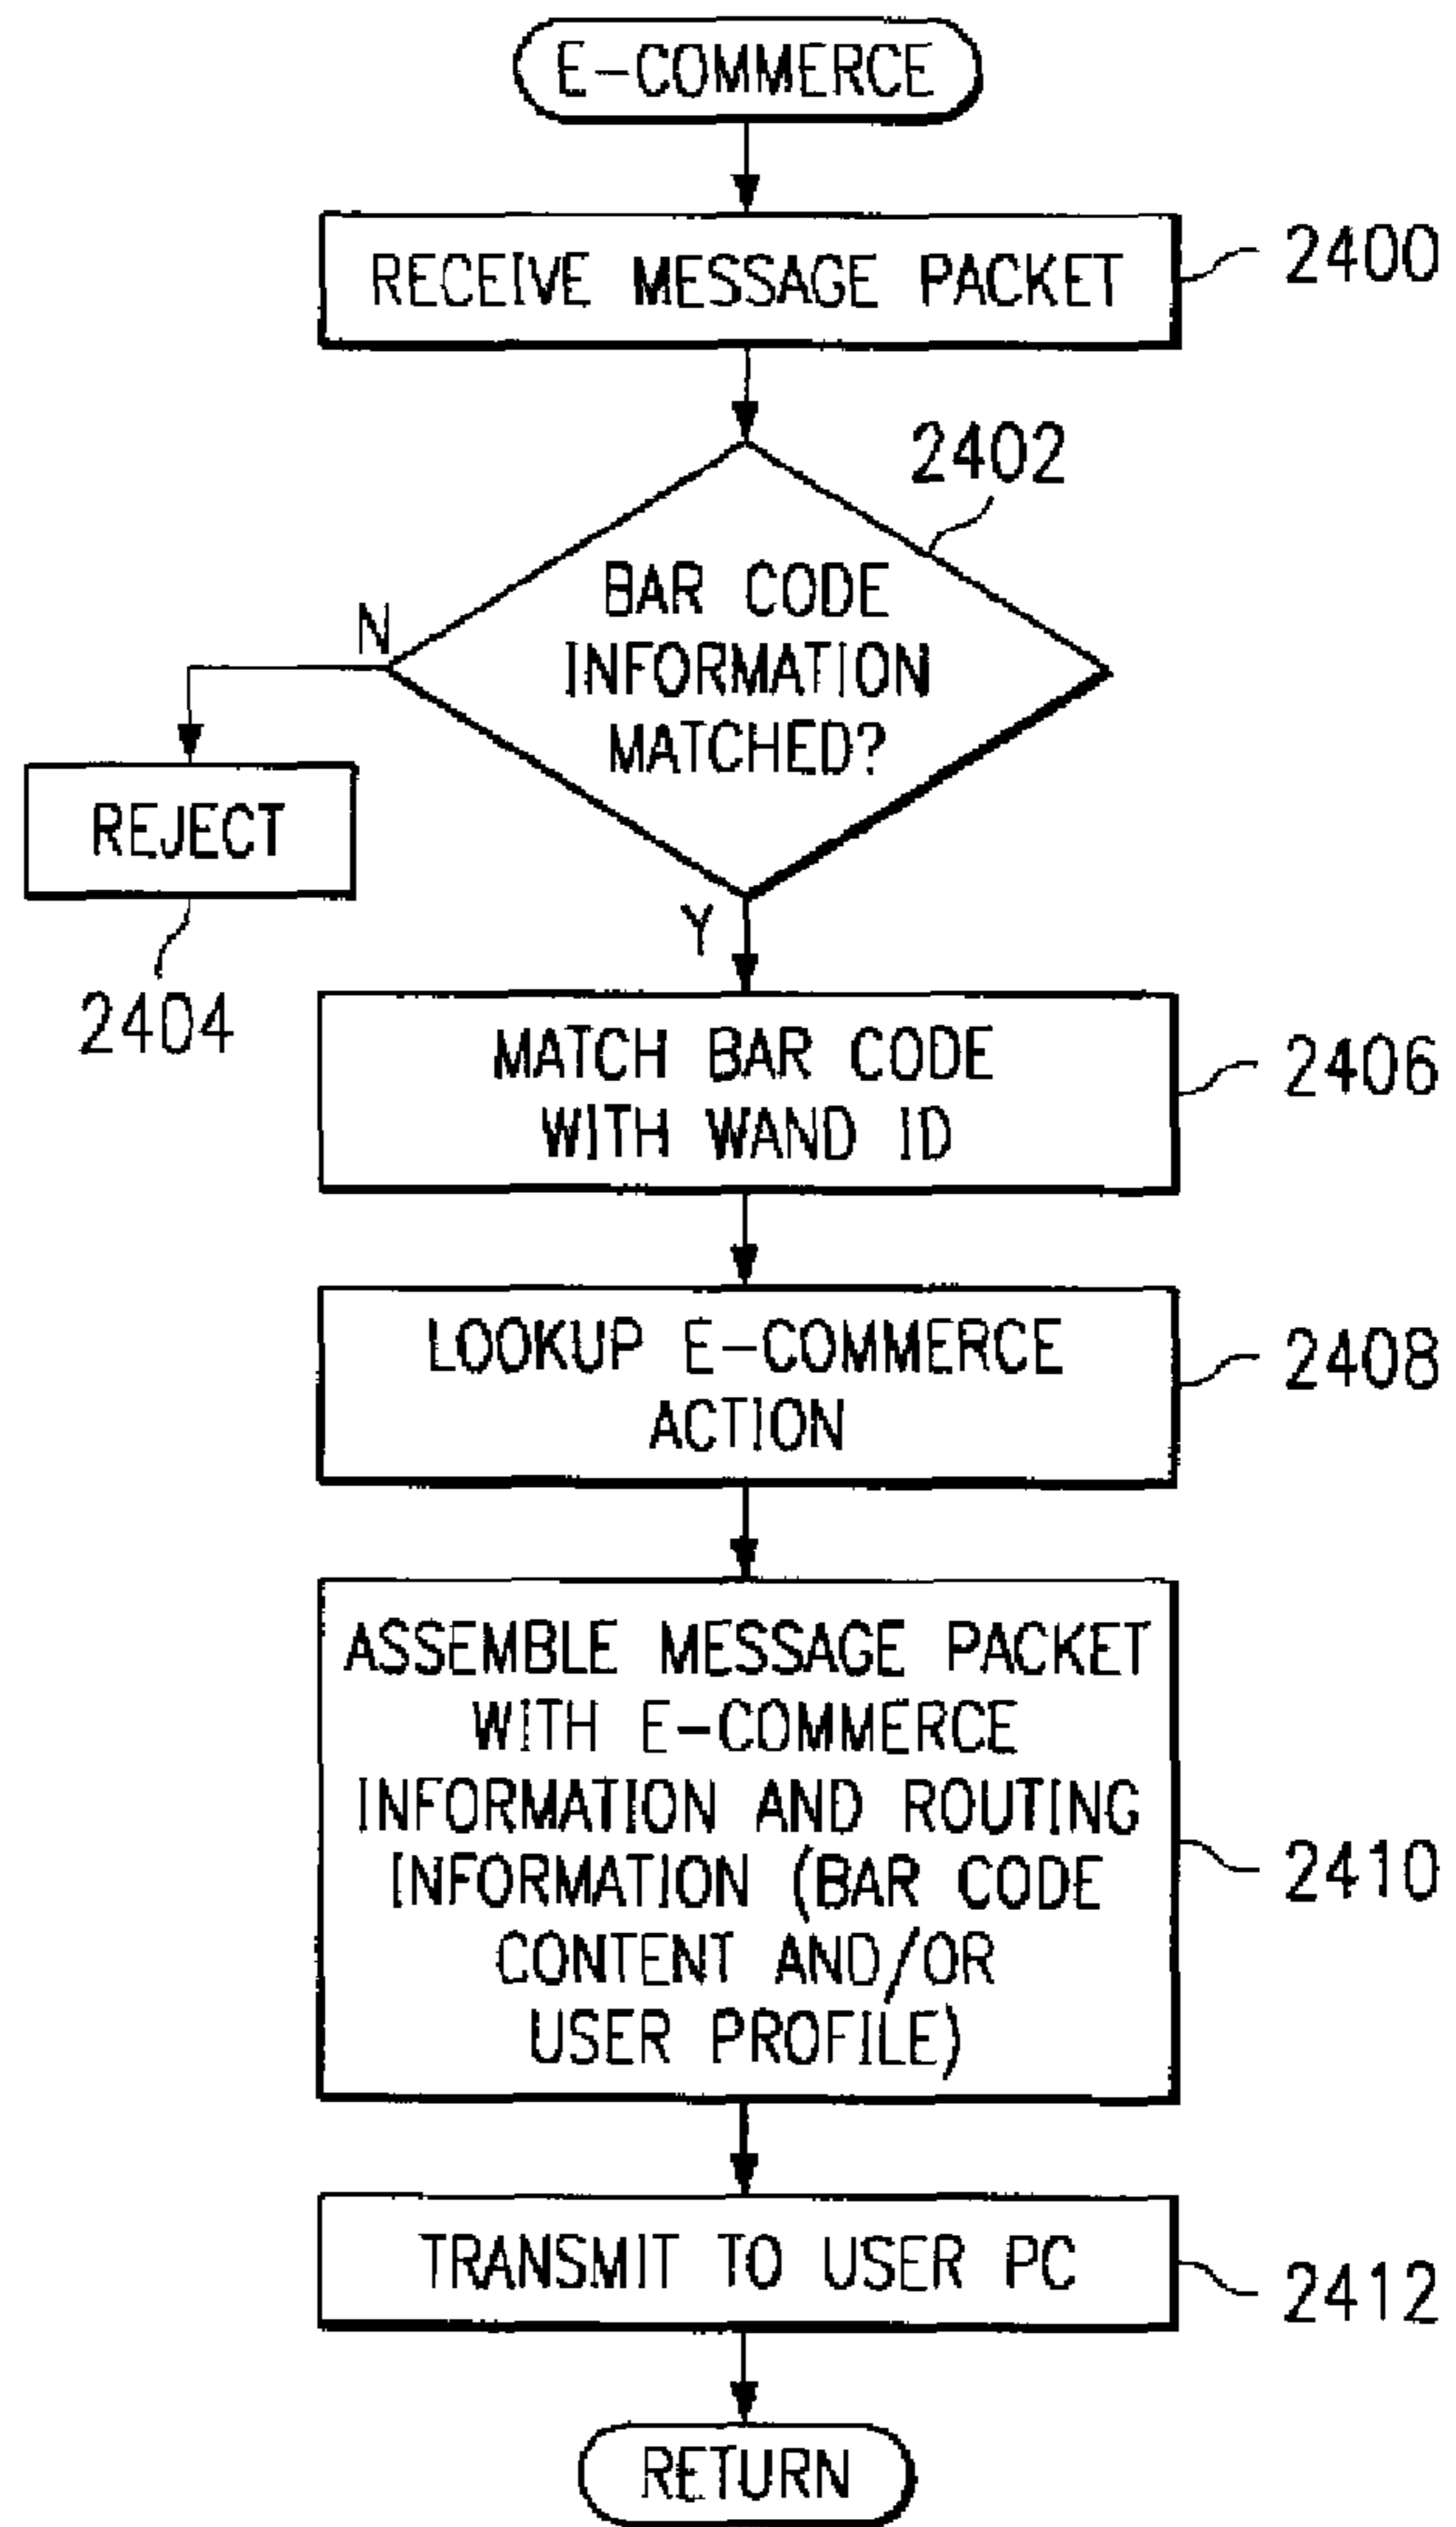 E-COMMERCE
RECEIVE MESSAGE PACKET
2400
2402
BAR CODE
INFORMATION
MATCHED?
N
REJECT
2404
Y
MATCH BAR CODE
WITH WAND ID
2406
LOOKUP E-COMMERCE
ACTION
2408
ASSEMBLE MESSAGE PACKET
WITH E-COMMERCE
INFORMATION AND ROUTING
INFORMATION (BAR CODE
CONTENT AND/OR
USER PROFILE)
2410
TRANSMIT TO USER PC
2412
RETURN